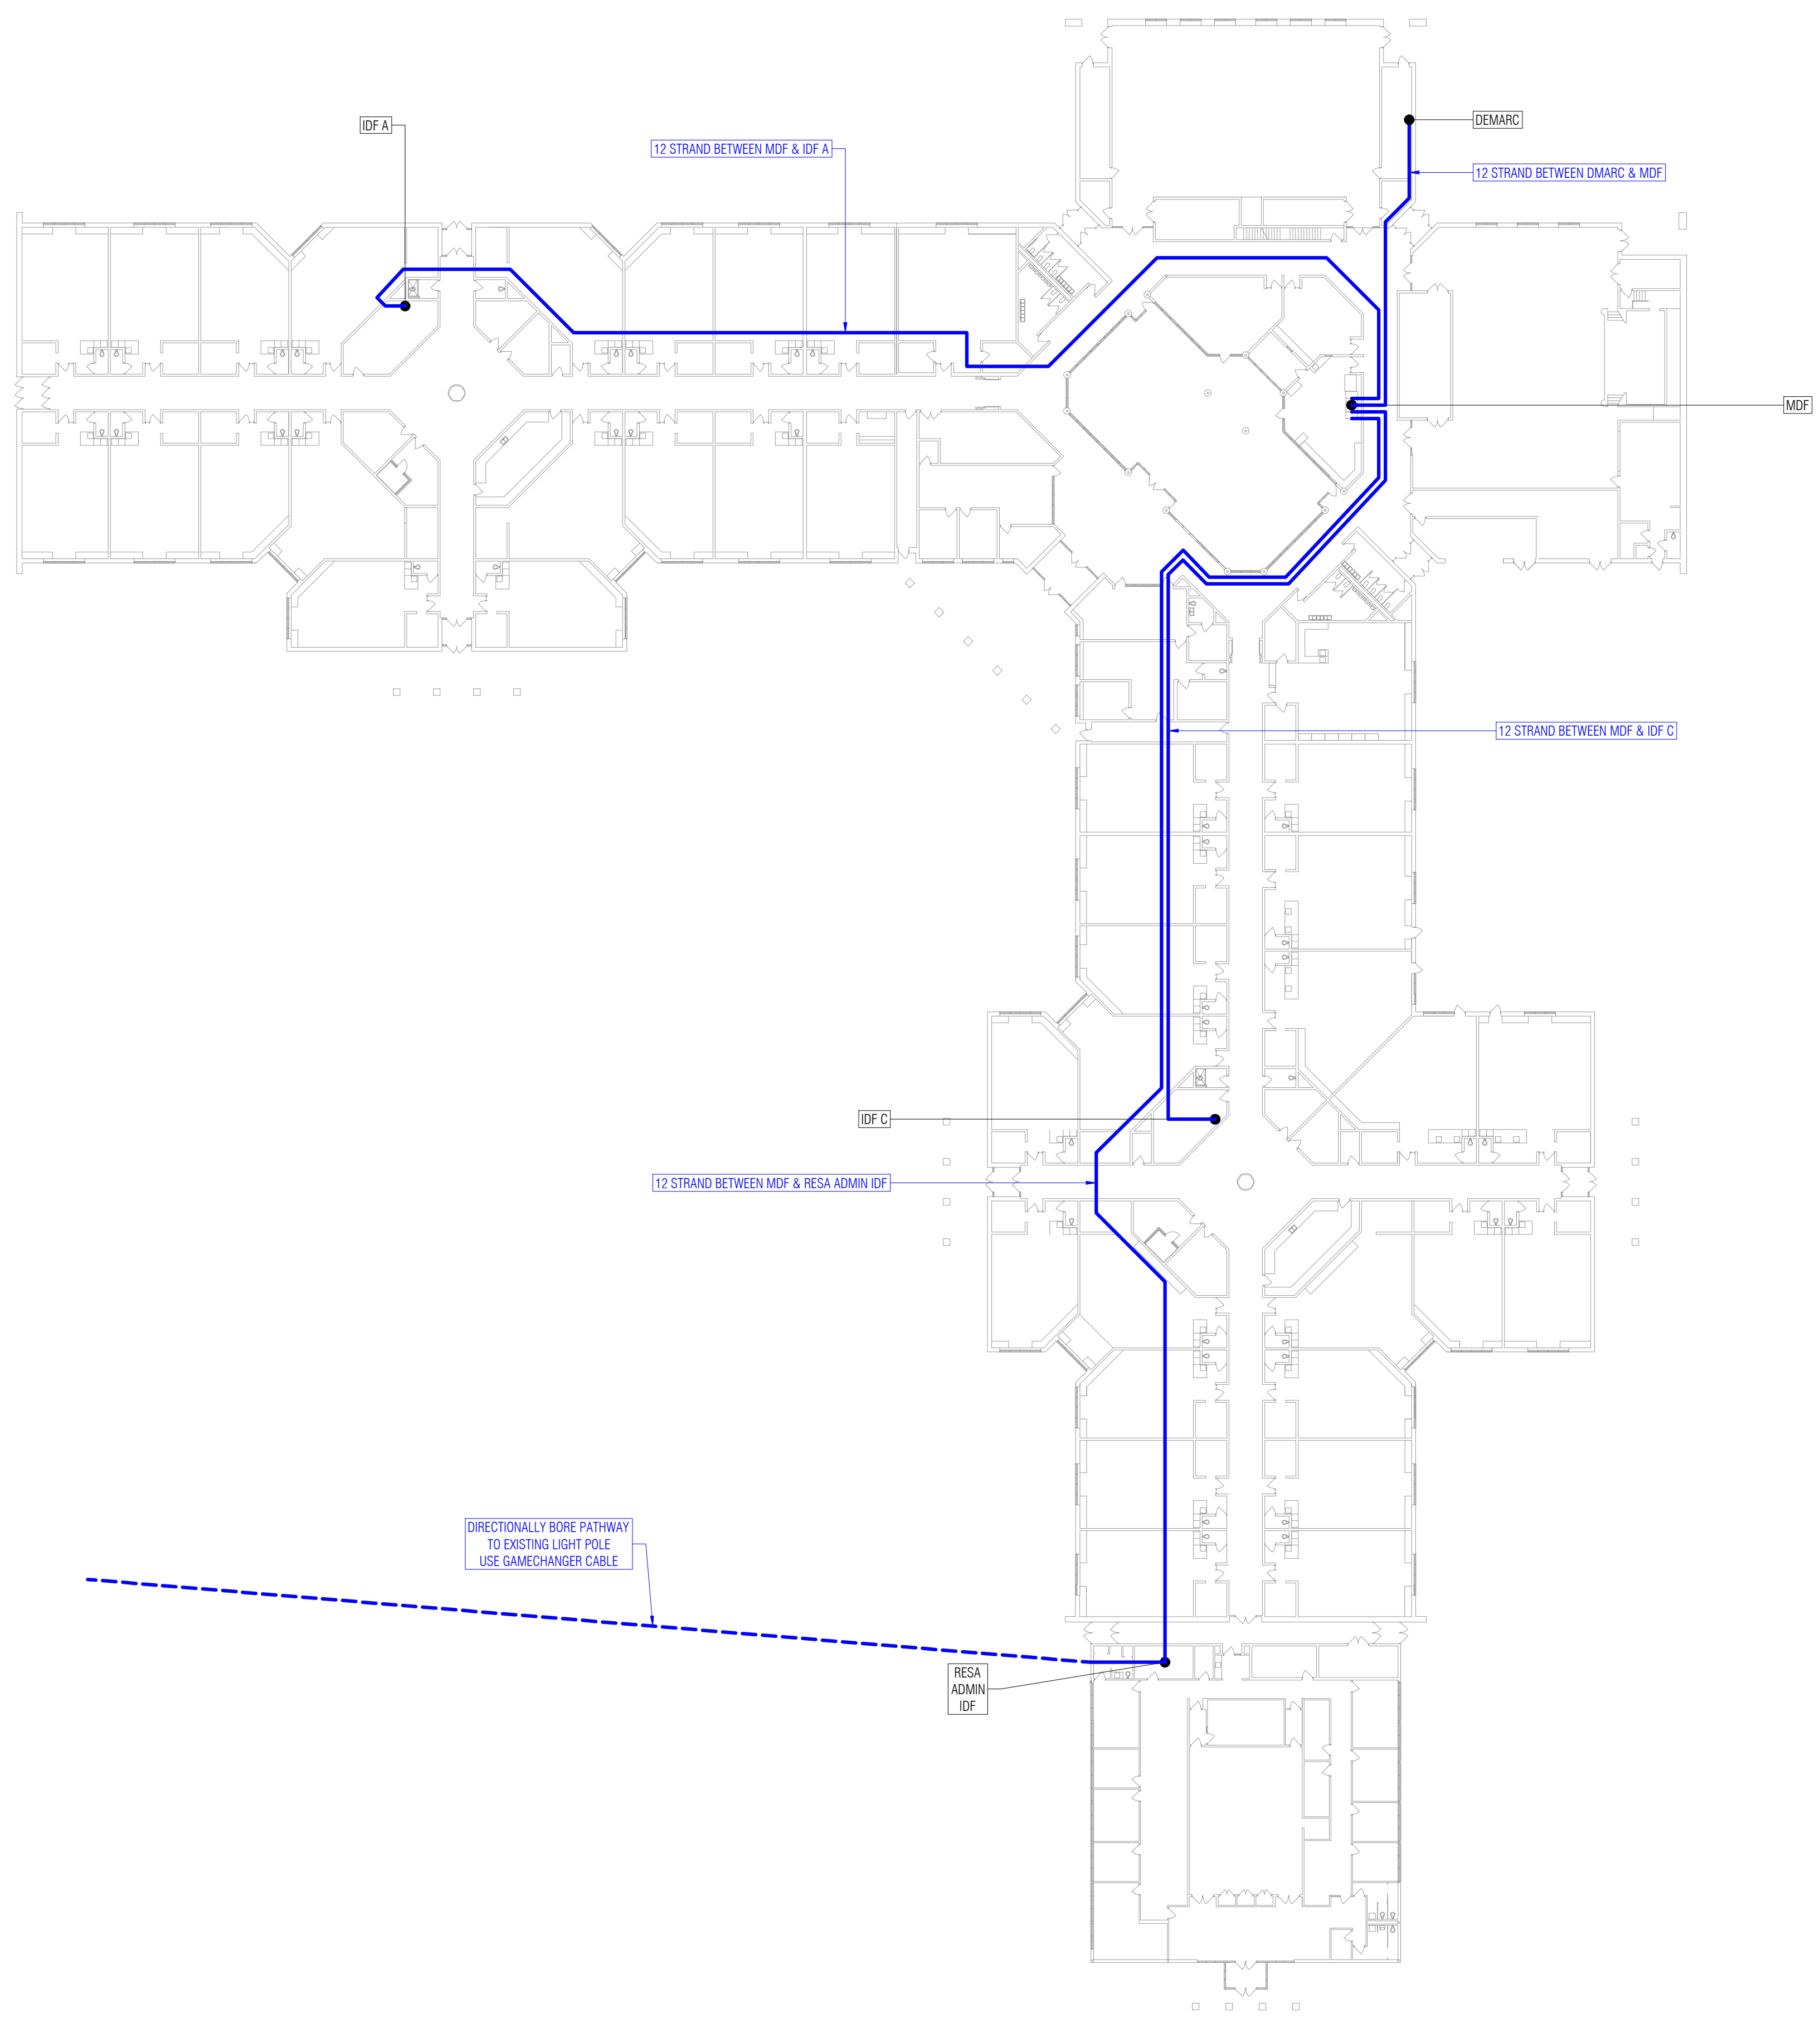 DEMARC
IDF A
12 STRAND BETWEEN MDF & IDF A
12 STRAND BETWEEN DMARC & MDF
MDF
12 STRAND BETWEEN MDF & IDF C
IDF C
12 STRAND BETWEEN MDF & RESA ADMIN IDF
DIRECTIONALLY BORE PATHWAY
TO EXISTING LIGHT POLE
USE GAMECHANGER CABLE
RESA
ADMIN
IDF